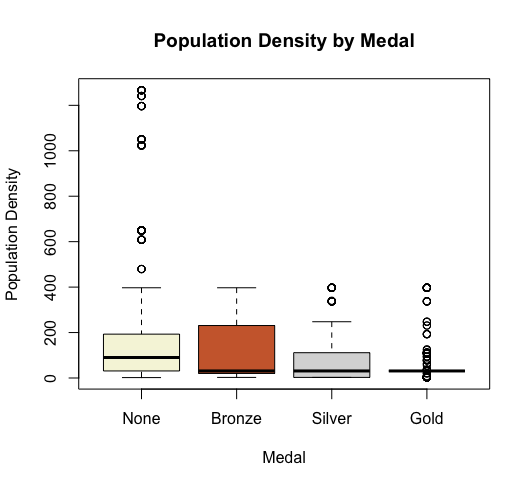 Population Density by Medal
Population Density
0
200
400
600
800
1000
None
Bronze
Silver
Gold
Medal